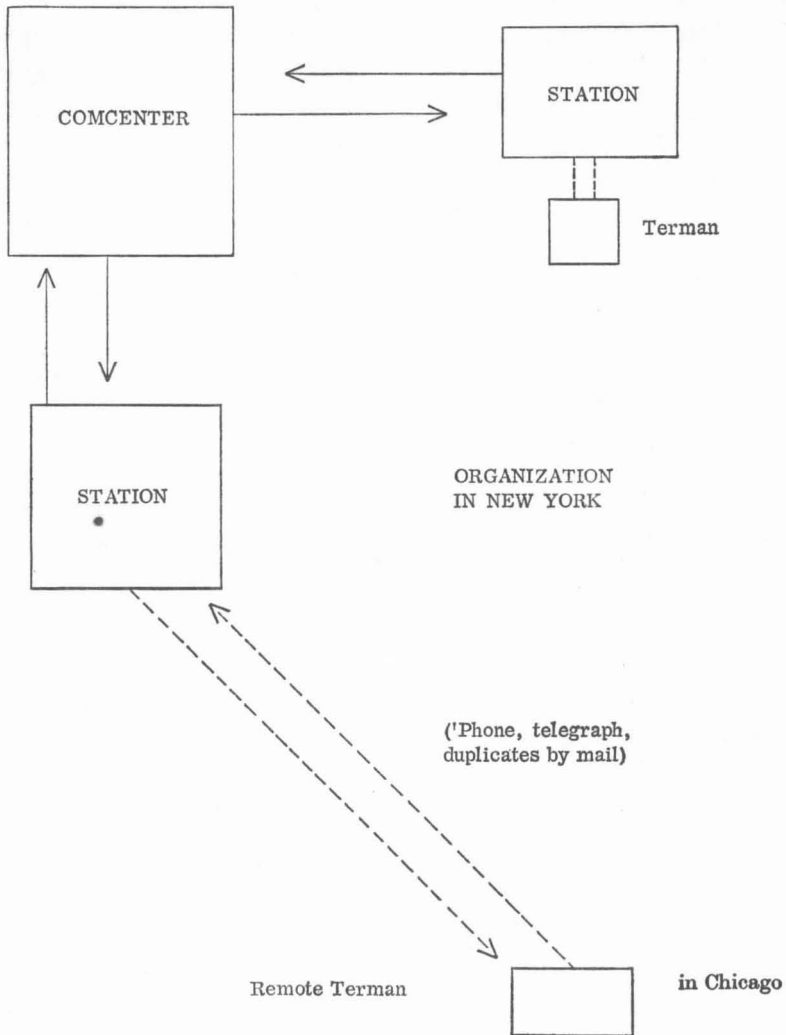 COMCENTER
STATION
Terman
STATION
ORGANIZATION
IN NEW YORK
('Phone, telegraph,
duplicates by mail)
Remote Terman
in Chicago